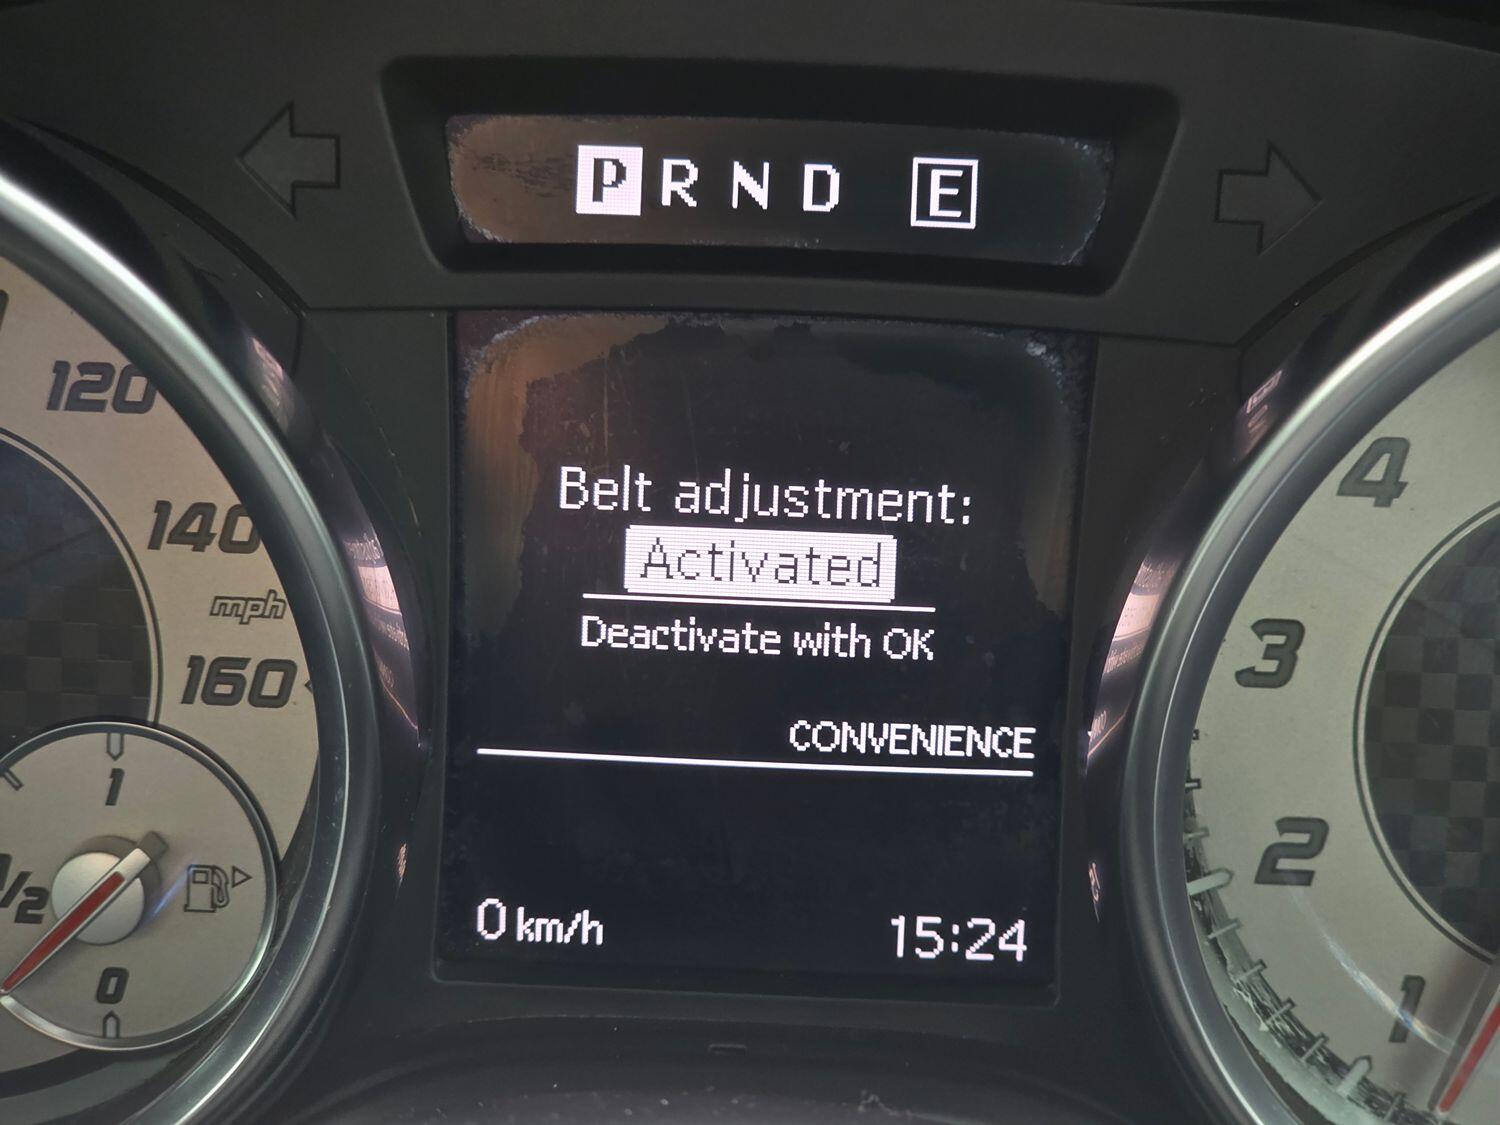 P R N D E
Belt adjustment:
Activated
Deactivate with OK
CONVENIENCE
0 km/h
15:24
120
140
mph
160
1
1/2
0
4
3
2
1